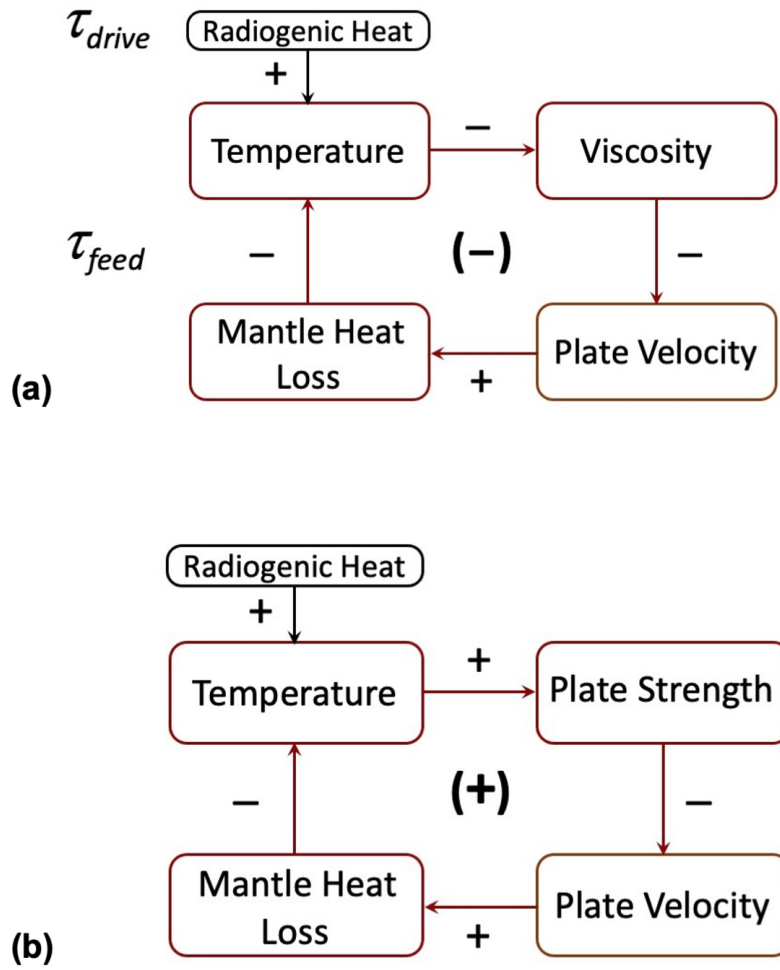 τdrive
Radiogenic Heat
+
Temperature
−
Viscosity
τfeed
−
(−)
−
Mantle Heat
Loss
+
Plate Velocity
(a)
Radiogenic Heat
+
Temperature
+
Plate Strength
−
(+)
−
Mantle Heat
Loss
+
Plate Velocity
(b)